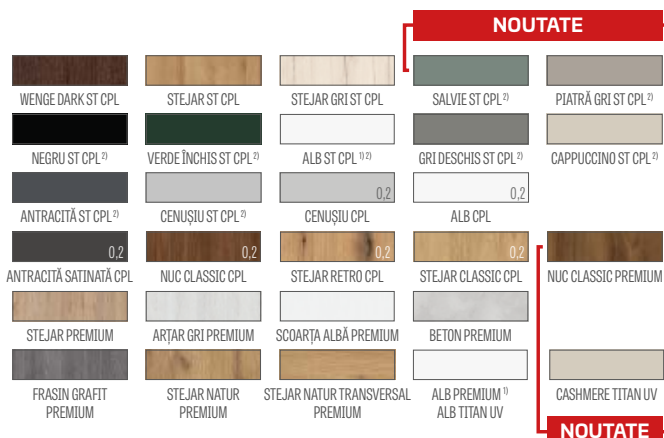 NOUTATE
WENGE DARK ST CPL
STEJAR ST CPL
STEJAR GRI ST CPL
SALVIE ST CPL 2)
PIATRĂ GRI ST CPL 2)
NEGRU ST CPL 2)
VERDE ÎNCHIS ST CPL 2)
ALB ST CPL 1) 2)
GRI DESCHIS ST CPL 2)
CAPPUCCINO ST CPL 2)
0,2
0,2
ANTRACITĂ ST CPL 2)
CENUȘIU ST CPL 2)
CENUȘIU CPL
ALB CPL
0,2
0,2
0,2
0,2
ANTRACITĂ SATINATĂ CPL
NUC CLASSIC CPL
STEJAR RETRO CPL
STEJAR CLASSIC CPL
NUC CLASSIC PREMIUM
STEJAR PREMIUM
ARȚAR GRI PREMIUM
SCOARȚA ALBĂ PREMIUM
BETON PREMIUM
FRASIN GRAFIT
PREMIUM
STEJAR NATUR
PREMIUM
STEJAR NATUR TRANSVERSAL
PREMIUM
ALB PREMIUM 1)
ALB TITAN UV
CASHMERE TITAN UV
NOUTATE